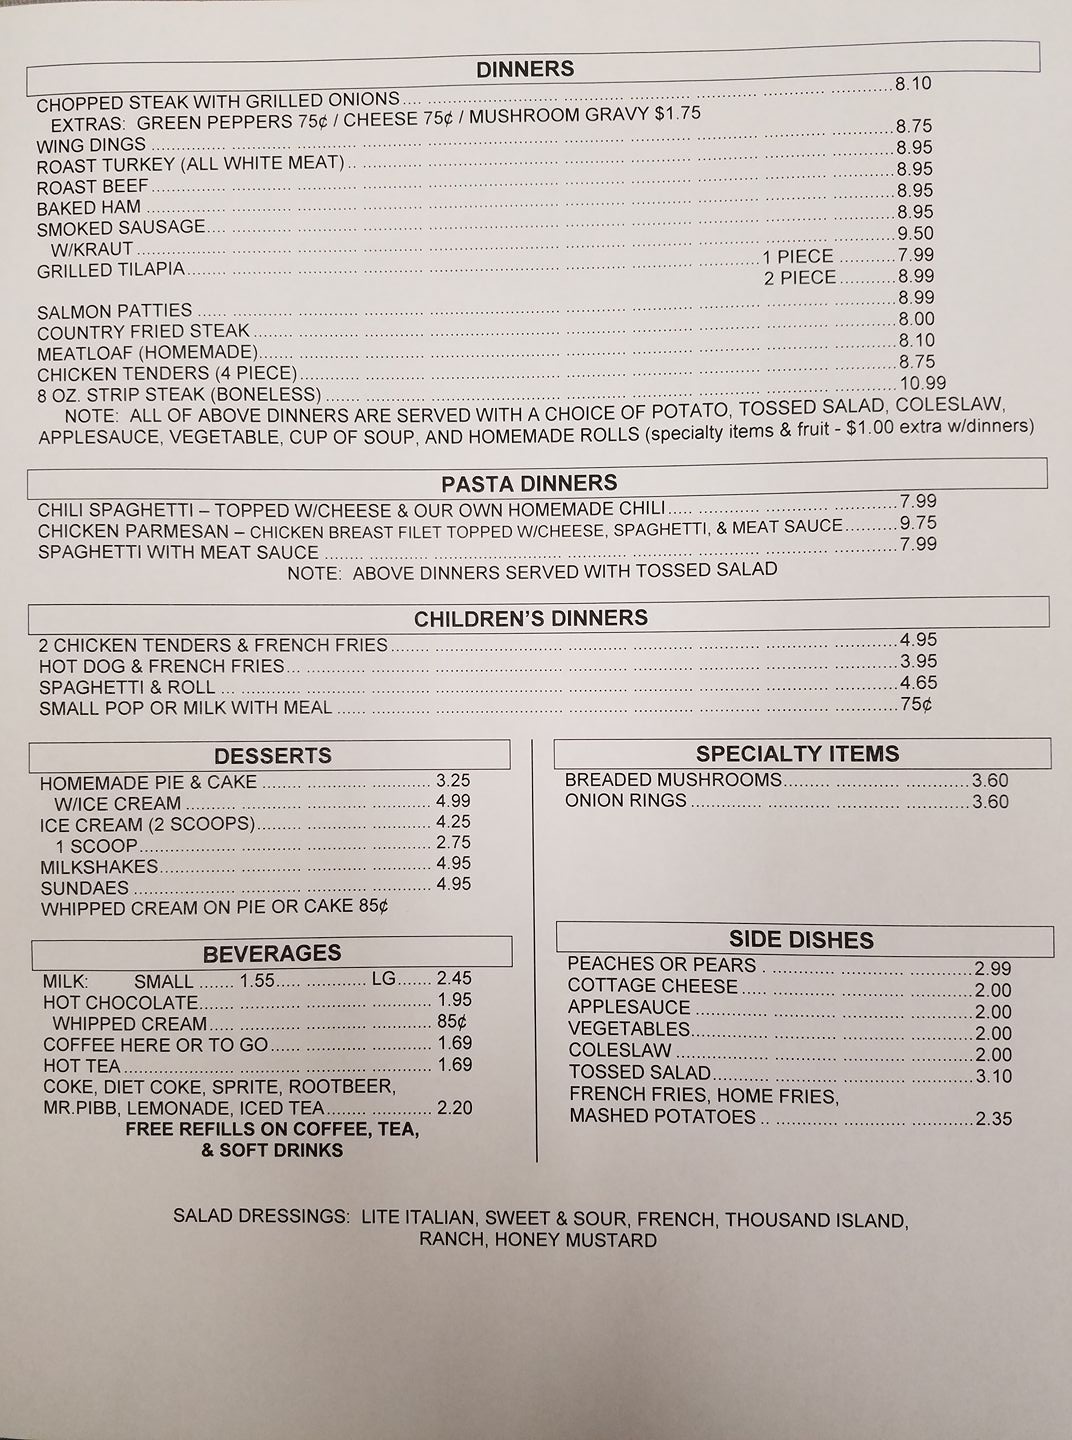 DINNERS
CHOPPED STEAK WITH GRILLED ONIONS 8.10
EXTRAS: GREEN PEPPERS 75¢ / CHEESE 75¢ / MUSHROOM GRAVY $1.75
WING DINGS 8.75
ROAST TURKEY (ALL WHITE MEAT) 8.95
ROAST BEEF 8.95
BAKED HAM 8.95
SMOKED SAUSAGE 8.95
W/KRAUT 9.50
GRILLED TILAPIA 1 PIECE 7.99
2 PIECE 8.99
SALMON PATTIES 8.99
COUNTRY FRIED STEAK 8.00
MEATLOAF (HOMEMADE) 8.10
CHICKEN TENDERS (4 PIECE) 8.75
8 OZ. STRIP STEAK (BONELESS) 10.99
NOTE: ALL OF ABOVE DINNERS ARE SERVED WITH A CHOICE OF POTATO, TOSSED SALAD, COLESLAW,
APPLESAUCE, VEGETABLE, CUP OF SOUP, AND HOMEMADE ROLLS (specialty items & fruit - $1.00 extra w/dinners)
PASTA DINNERS
CHILI SPAGHETTI – TOPPED W/CHEESE & OUR OWN HOMEMADE CHILI 7.99
CHICKEN PARMESAN – CHICKEN BREAST FILET TOPPED W/CHEESE, SPAGHETTI, & MEAT SAUCE 9.75
SPAGHETTI WITH MEAT SAUCE 7.99
NOTE: ABOVE DINNERS SERVED WITH TOSSED SALAD
CHILDREN'S DINNERS
2 CHICKEN TENDERS & FRENCH FRIES 4.95
HOT DOG & FRENCH FRIES 3.95
SPAGHETTI & ROLL 4.65
SMALL POP OR MILK WITH MEAL 75¢
DESSERTS
HOMEMADE PIE & CAKE 3.25
W/ICE CREAM 4.99
ICE CREAM (2 SCOOPS) 4.25
1 SCOOP 2.75
MILKSHAKES 4.95
SUNDAES 4.95
WHIPPED CREAM ON PIE OR CAKE 85¢
BEVERAGES
MILK: SMALL 1.55 LG 2.45
HOT CHOCOLATE 1.95
WHIPPED CREAM 85¢
COFFEE HERE OR TO GO 1.69
HOT TEA 1.69
COKE, DIET COKE, SPRITE, ROOTBEER,
MR.PIBB, LEMONADE, ICED TEA 2.20
FREE REFILLS ON COFFEE, TEA,
& SOFT DRINKS
SPECIALTY ITEMS
BREADED MUSHROOMS 3.60
ONION RINGS 3.60
SIDE DISHES
PEACHES OR PEARS 2.99
COTTAGE CHEESE 2.00
APPLESAUCE 2.00
VEGETABLES 2.00
COLESLAW 2.00
TOSSED SALAD 3.10
FRENCH FRIES, HOME FRIES,
MASHED POTATOES 2.35
SALAD DRESSINGS: LITE ITALIAN, SWEET & SOUR, FRENCH, THOUSAND ISLAND,
RANCH, HONEY MUSTARD